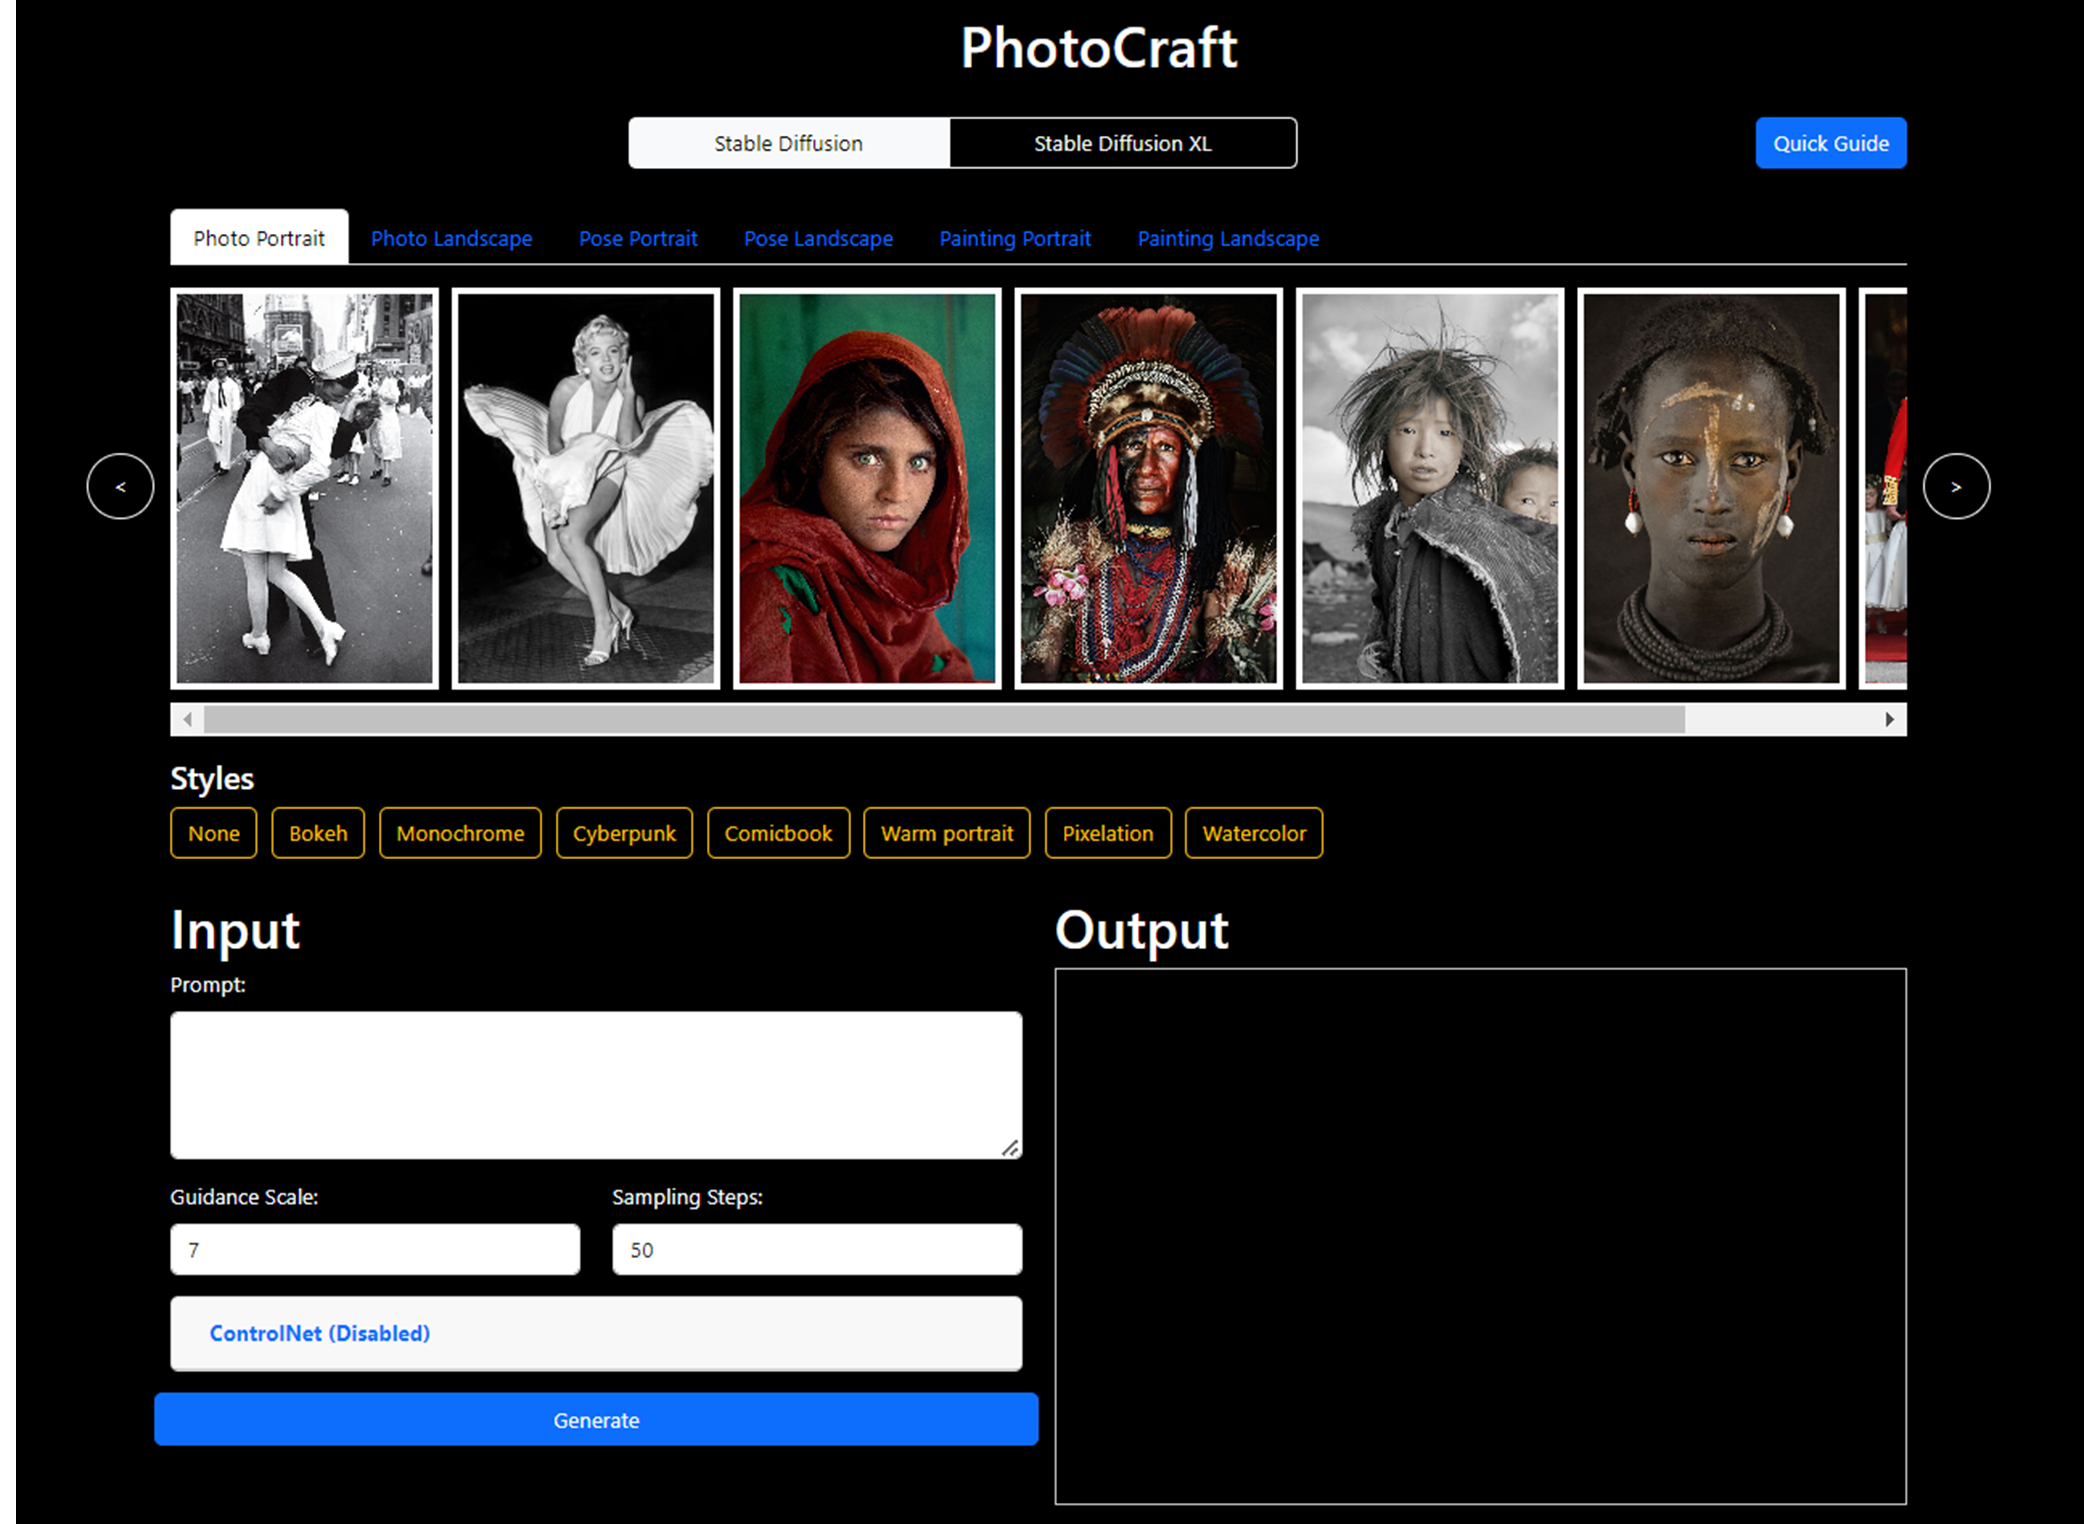 PhotoCraft
Stable Diffusion
Stable Diffusion XL
Quick Guide
Photo Portrait
Photo Landscape
Pose Portrait
Pose Landscape
Painting Portrait
Painting Landscape
<
>
Styles
None
Bokeh
Monochrome
Cyberpunk
Comicbook
Warm portrait
Pixelation
Watercolor
Input
Prompt:
Guidance Scale:
Sampling Steps:
7
50
ControlNet (Disabled)
Generate
Output